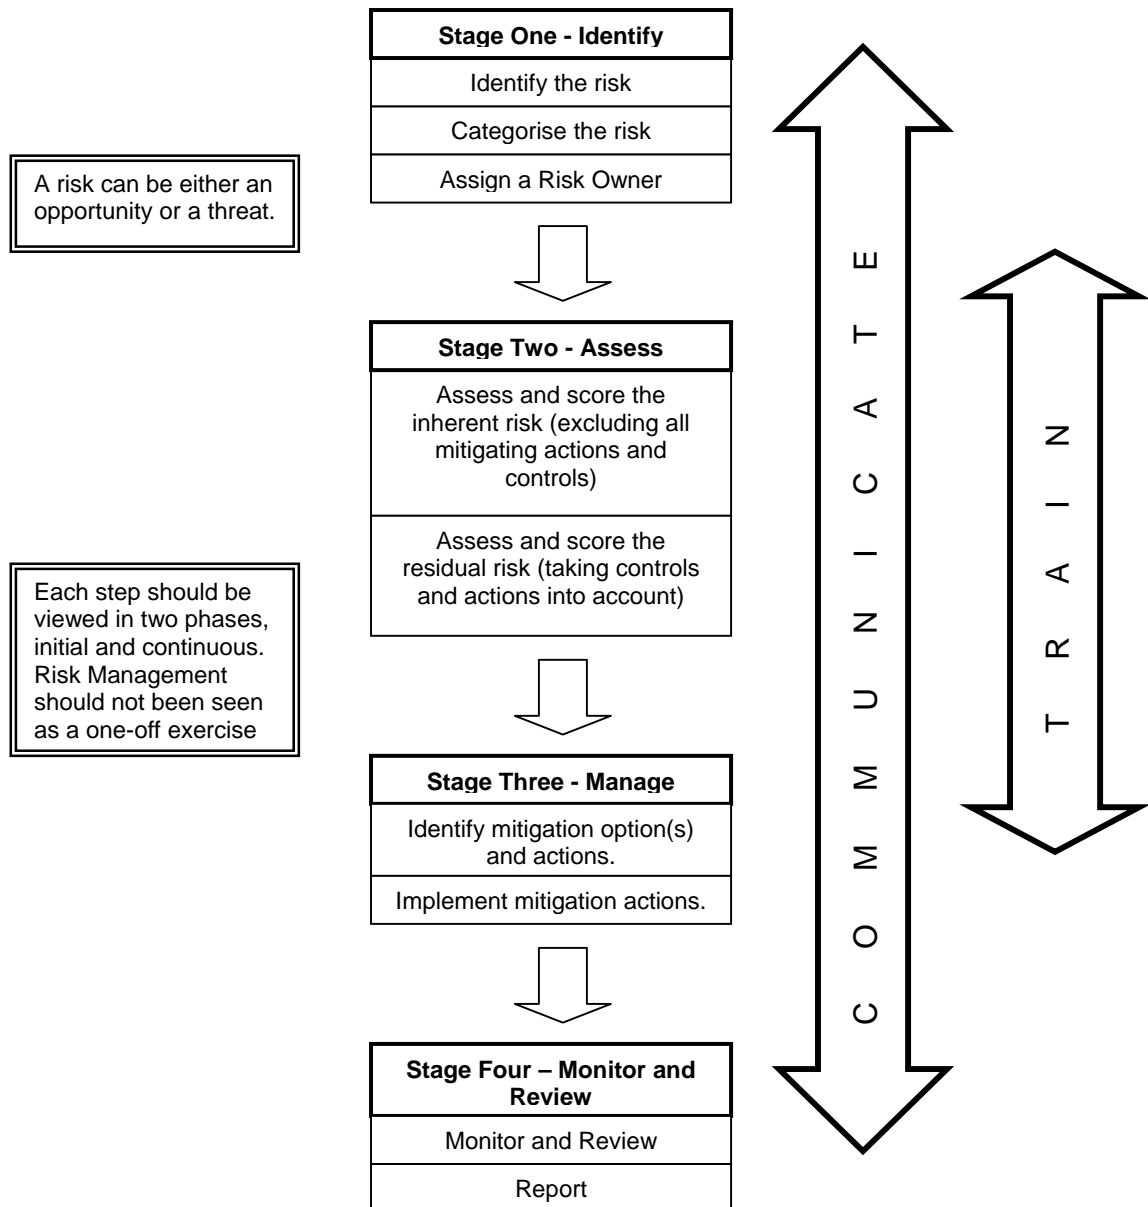 Stage One - Identify
Identify the risk
Categorise the risk
Assign a Risk Owner
A risk can be either an
opportunity or a threat.
Stage Two - Assess
Assess and score the
inherent risk (excluding all
mitigating actions and
controls)
Assess and score the
residual risk (taking controls
and actions into account)
Each step should be
viewed in two phases,
initial and continuous.
Risk Management
should not been seen
as a one-off exercise
Stage Three - Manage
Identify mitigation option(s)
and actions.
Implement mitigation actions.
Stage Four – Monitor and
Review
Monitor and Review
Report
C O M M U N I C A T E
T R A I N